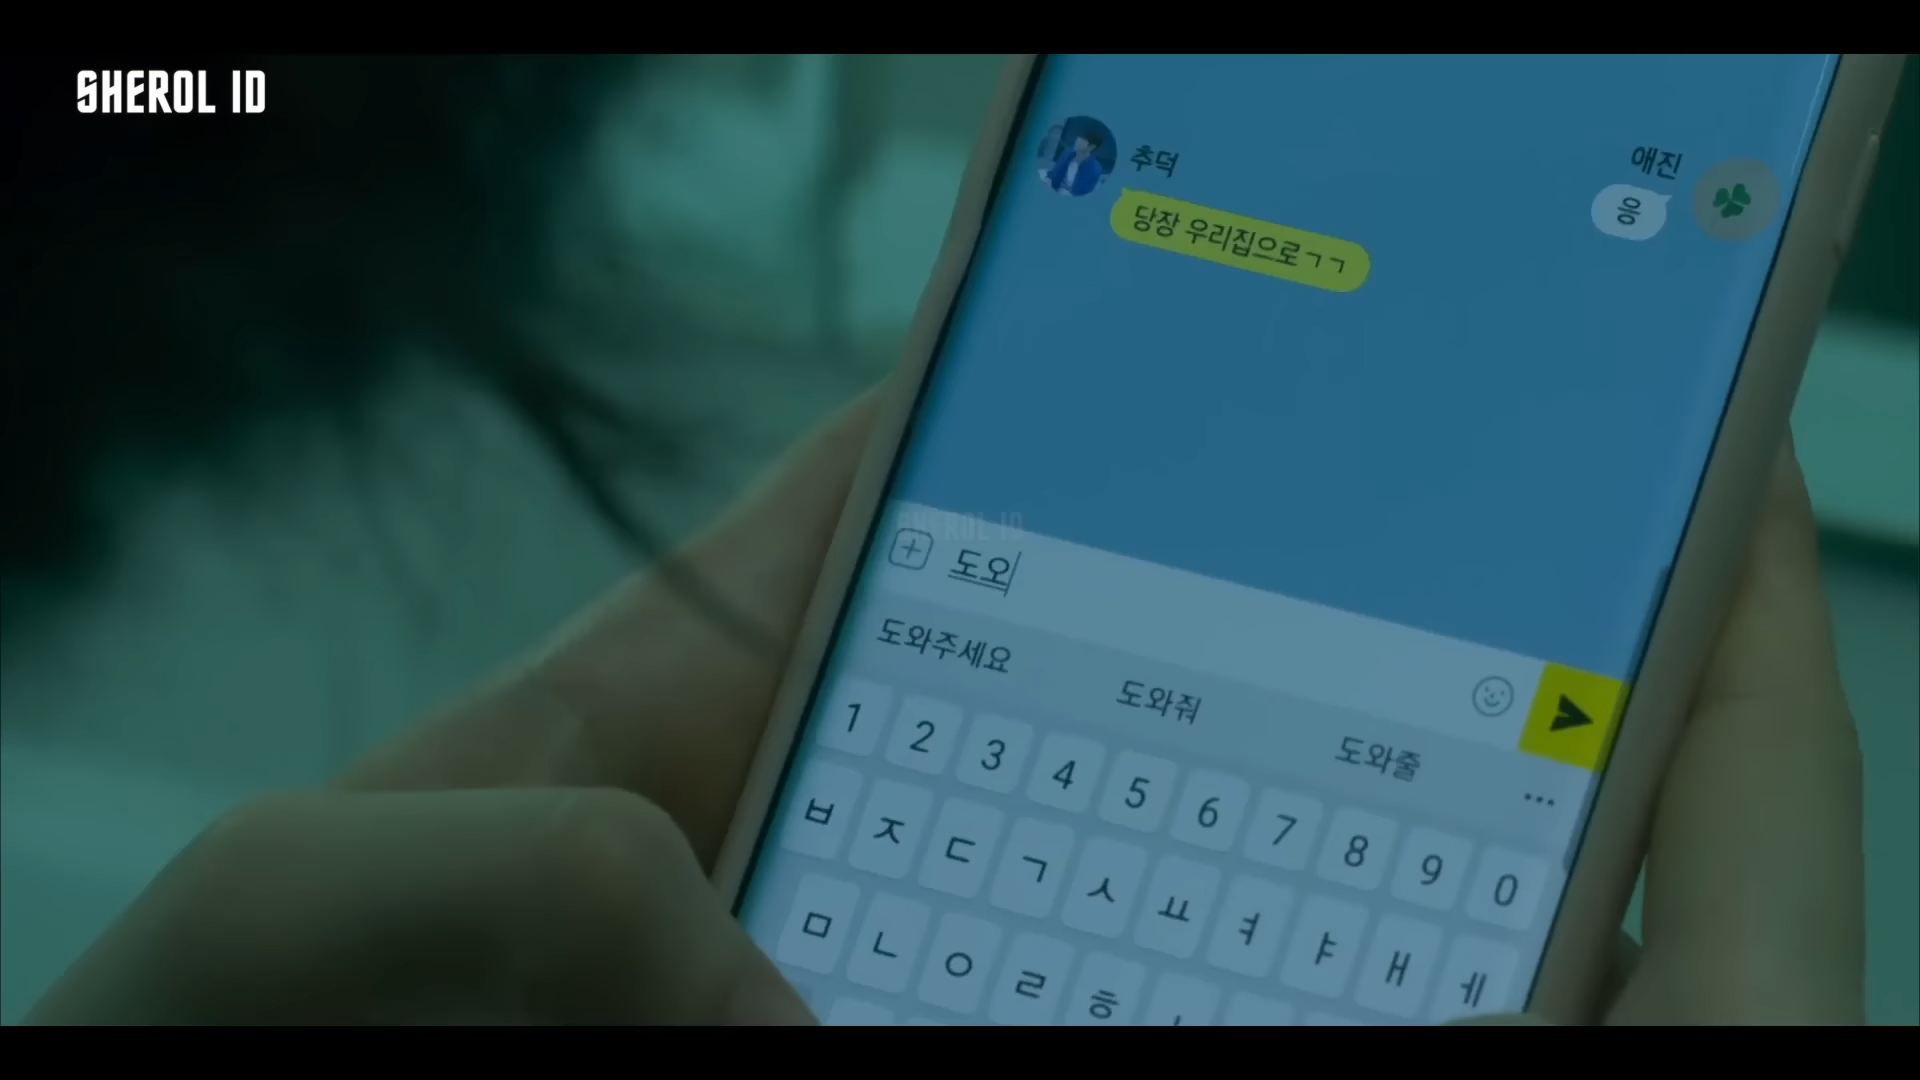 SHEROL ID
추덕
애진
당장 우리집으로ㄱㄱ
응
SHEROL ID
도오
도와주세요
도와줘
도와줄
1 2 3 4 5 6 7 8 9 0
ㅂ ㅈ ㄷ ㄱ ㅅ ㅛ ㅕ ㅑ ㅐ ㅔ
ㅁ ㄴ ㅇ ㄹ ㅎ